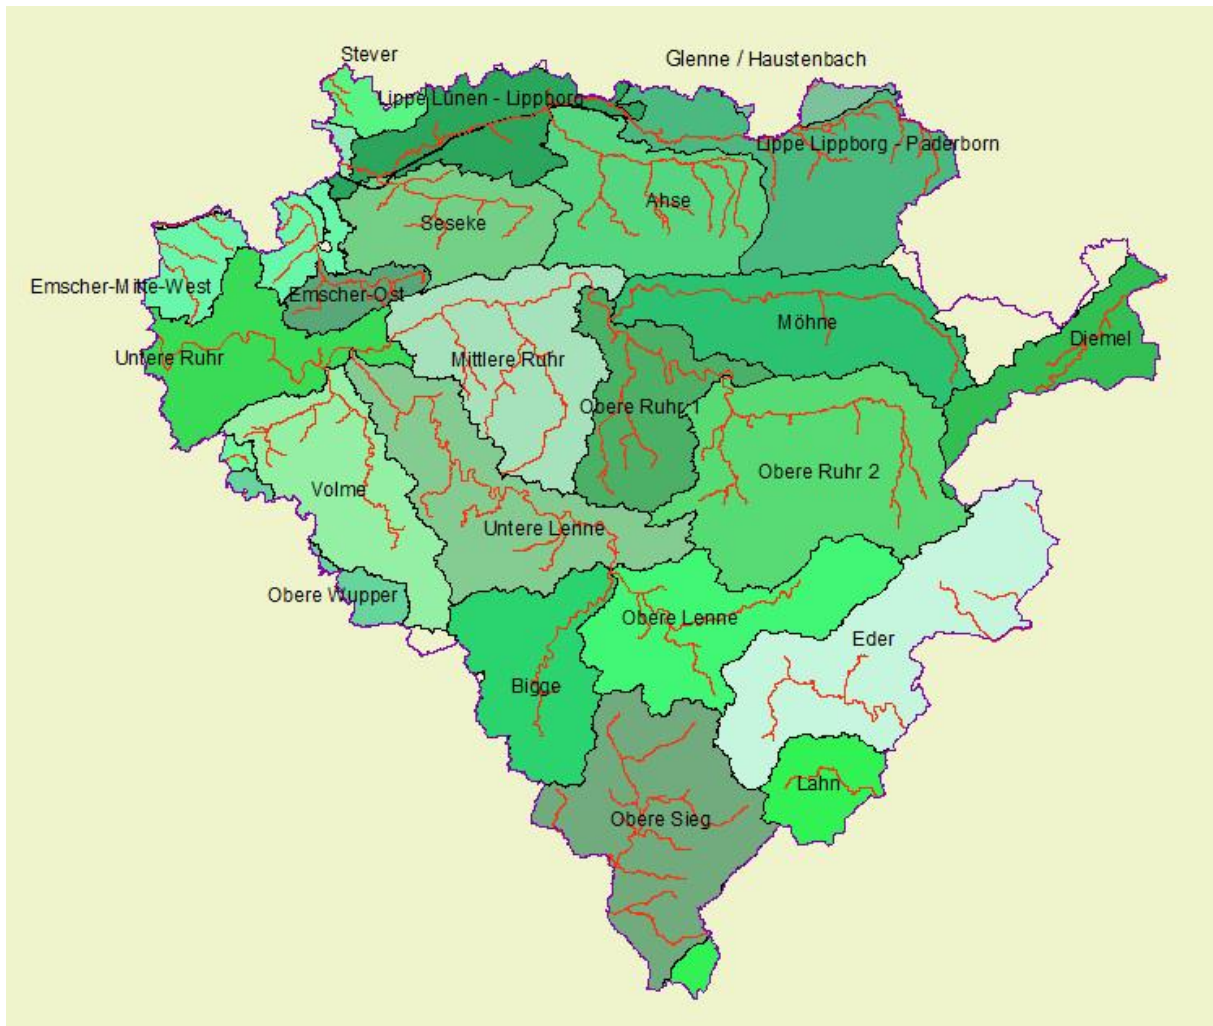 Stever
Glenne / Haustenbach
Lippe Lünen - Lippborg
Lippe Lippborg - Paderborn
Ahse
Seseke
Emscher-Mitte-West
Emscher-Ost
Möhne
Diemel
Untere Ruhr
Mittlere Ruhr
Obere Ruhr 1
Obere Ruhr 2
Volme
Untere Lenne
Obere Wupper
Obere Lenne
Eder
Bigge
Lahn
Obere Sieg